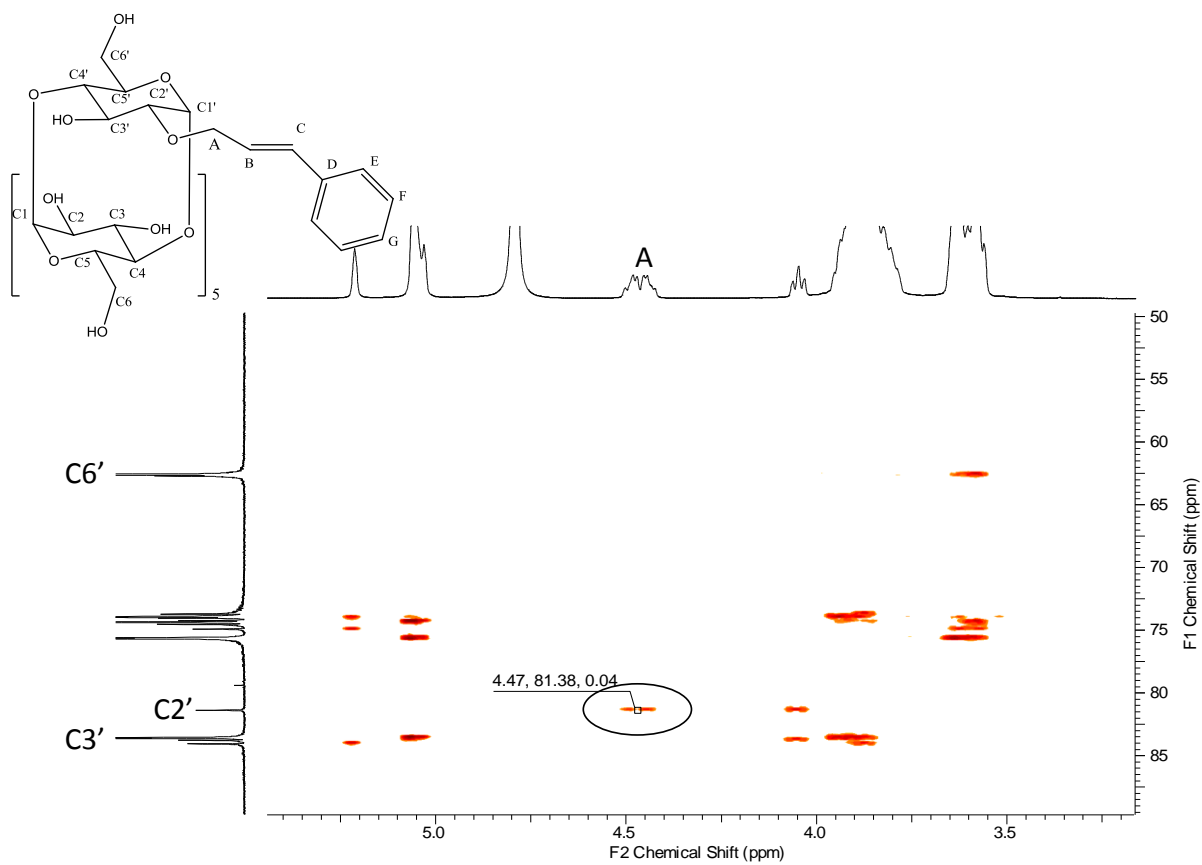 OH
C6'
C4'
O
C5'
C2'
C1'
O
HO
C3'
O
C
A
B
D
E
F
G
OH
C1
C2
C3
OH
O
O
C5
C4
C6
5
HO
A
50
55
60
65
70
75
80
85
F1 Chemical Shift (ppm)
C6’
C2’
C3’
4.47, 81.38, 0.04
5.0
4.5
4.0
3.5
F2 Chemical Shift (ppm)